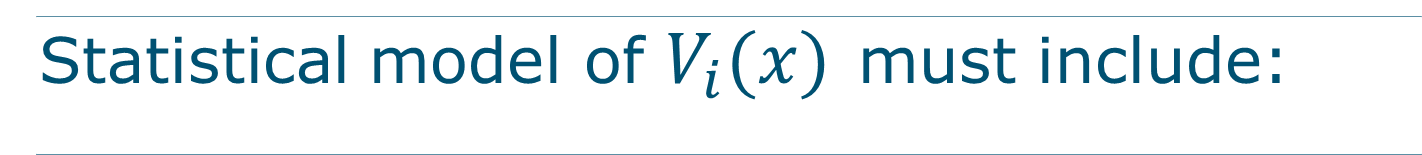 Statistical model of 𝑉ᵢ(𝑥) must include: